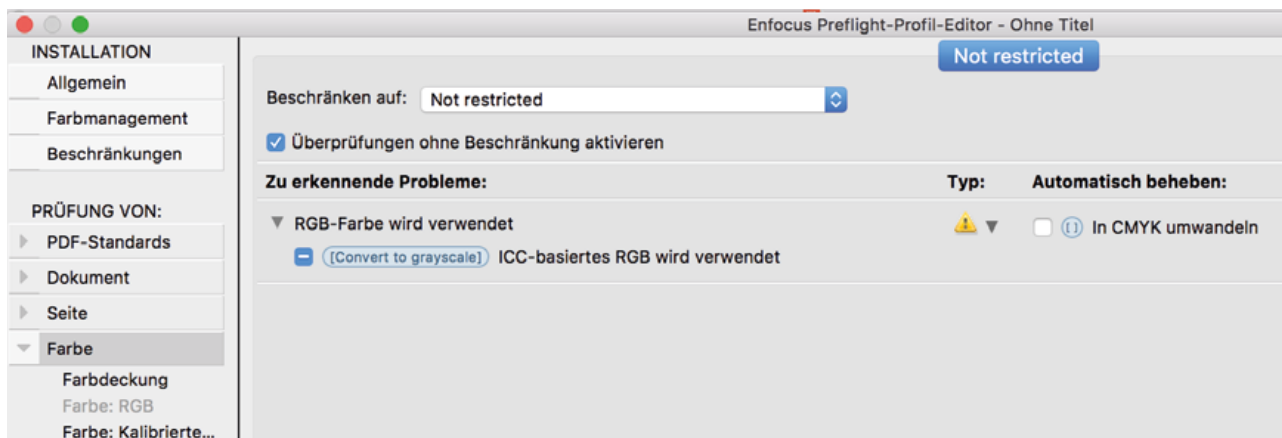 Enfocus Preflight-Profil-Editor - Ohne Titel
INSTALLATION
Allgemein
Farbmanagement
Beschränkungen
PRÜFUNG VON:
PDF-Standards
Dokument
Seite
Farbe
Farbdeckung
Farbe: RGB
Farbe: Kalibrierte...
Not restricted
Beschränken auf: Not restricted
Überprüfungen ohne Beschränkung aktivieren
Zu erkennende Probleme: Typ: Automatisch beheben:
RGB-Farbe wird verwendet In CMYK umwandeln
[Convert to grayscale] ICC-basiertes RGB wird verwendet